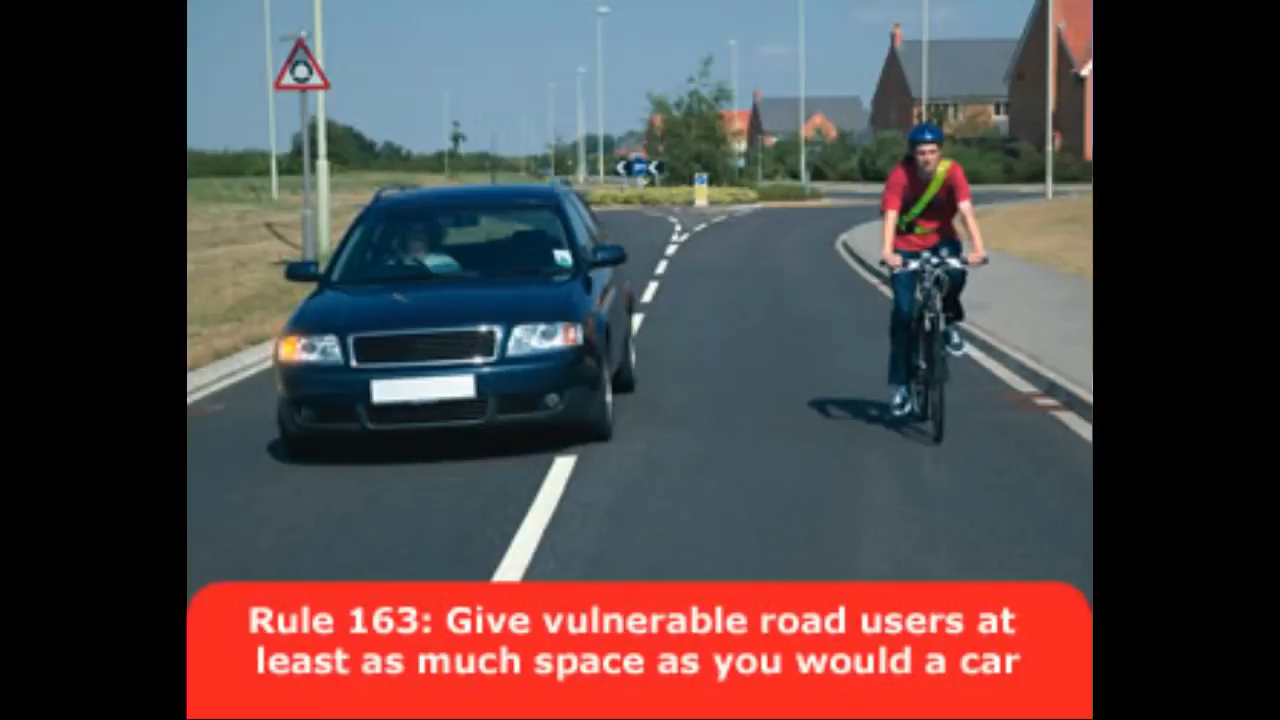 Rule 163: Give vulnerable road users at
least as much space as you would a car